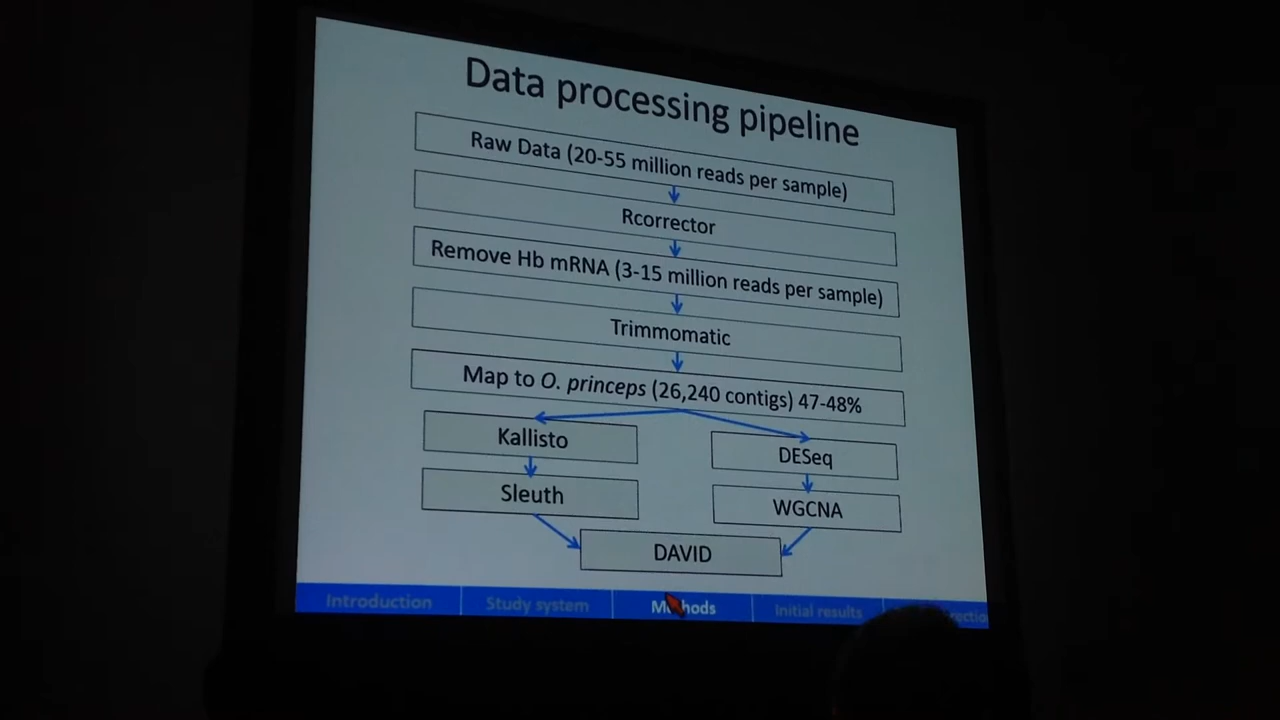 Data processing pipeline
Raw Data (20-55 million reads per sample)
Rcorrector
Remove Hb mRNA (3-15 million reads per sample)
Trimmomatic
Map to O. princeps (26,240 contigs) 47-48%
Kallisto
DESeq
Sleuth
WGCNA
DAVID
Introduction
Study system
Methods
Initial results